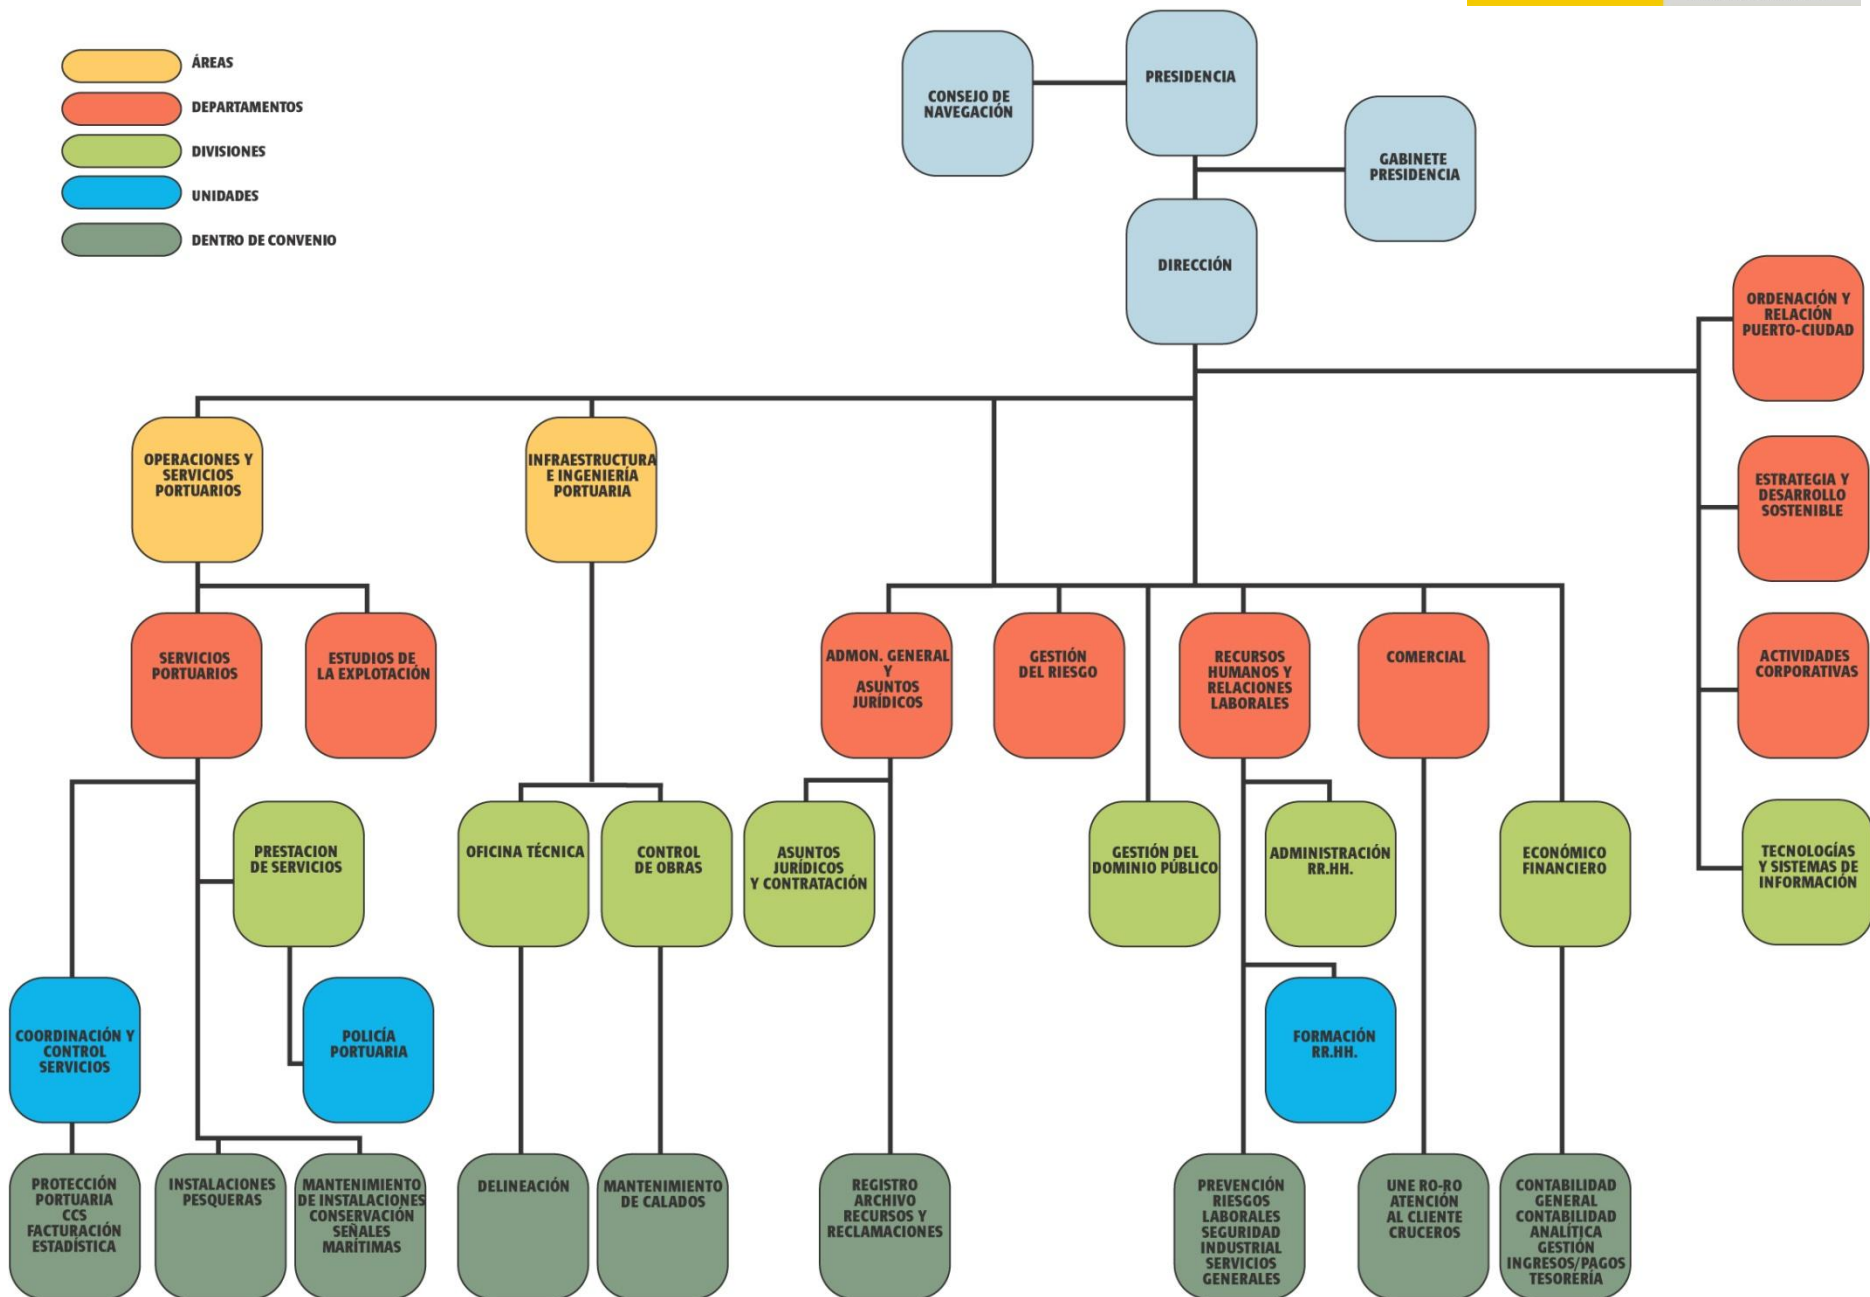 ÁREAS
DEPARTAMENTOS
DIVISIONES
UNIDADES
DENTRO DE CONVENIO
PRESIDENCIA
CONSEJO DE
NAVEGACIÓN
GABINETE
PRESIDENCIA
DIRECCIÓN
ORDENACIÓN Y
RELACIÓN
PUERTO-CIUDAD
ESTRATEGIA Y
DESARROLLO
SOSTENIBLE
ACTIVIDADES
CORPORATIVAS
TECNOLOGÍAS
Y SISTEMAS DE
INFORMACIÓN
OPERACIONES Y
SERVICIOS
PORTUARIOS
INFRAESTRUCTURA
E INGENIERÍA
PORTUARIA
SERVICIOS
PORTUARIOS
ESTUDIOS DE
LA EXPLOTACIÓN
ADMON. GENERAL
Y
ASUNTOS
JURÍDICOS
GESTIÓN
DEL RIESGO
RECURSOS
HUMANOS Y
RELACIONES
LABORALES
COMERCIAL
PRESTACION
DE SERVICIOS
OFICINA TÉCNICA
CONTROL
DE OBRAS
ASUNTOS
JURÍDICOS
Y CONTRATACIÓN
GESTIÓN DEL
DOMINIO PÚBLICO
ADMINISTRACIÓN
RR.HH.
ECONÓMICO
FINANCIERO
COORDINACIÓN Y
CONTROL
SERVICIOS
POLICÍA
PORTUARIA
FORMACIÓN
RR.HH.
PROTECCIÓN
PORTUARIA
CCS
FACTURACIÓN
ESTADÍSTICA
INSTALACIONES
PESQUERAS
MANTENIMIENTO
DE INSTALACIONES
CONSERVACIÓN
SEÑALES
MARÍTIMAS
DELINEACIÓN
MANTENIMIENTO
DE CALADOS
REGISTRO
ARCHIVO
RECURSOS Y
RECLAMACIONES
PREVENCIÓN
RIESGOS
LABORALES
SEGURIDAD
INDUSTRIAL
SERVICIOS
GENERALES
UNE RO-RO
ATENCIÓN
AL CLIENTE
CRUCEROS
CONTABILIDAD
GENERAL
CONTABILIDAD
ANALÍTICA
GESTIÓN
INGRESOS/PAGOS
TESORERÍA